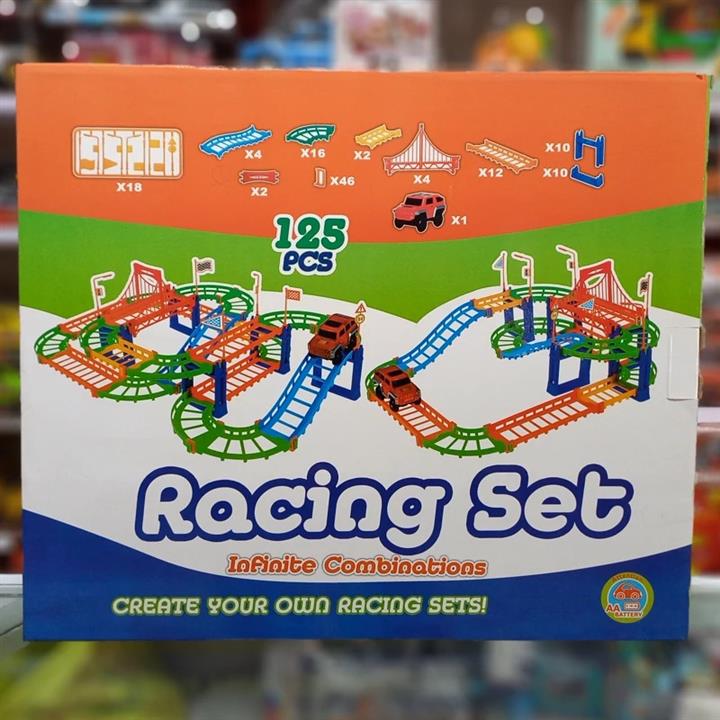 X18
X4
X16
X2
X4
X12
X10
X10
X2
X46
X1
125
PCS
Racing Set
Infinite Combinations
CREATE YOUR OWN RACING SETS!
Attention
AA
BATTERY